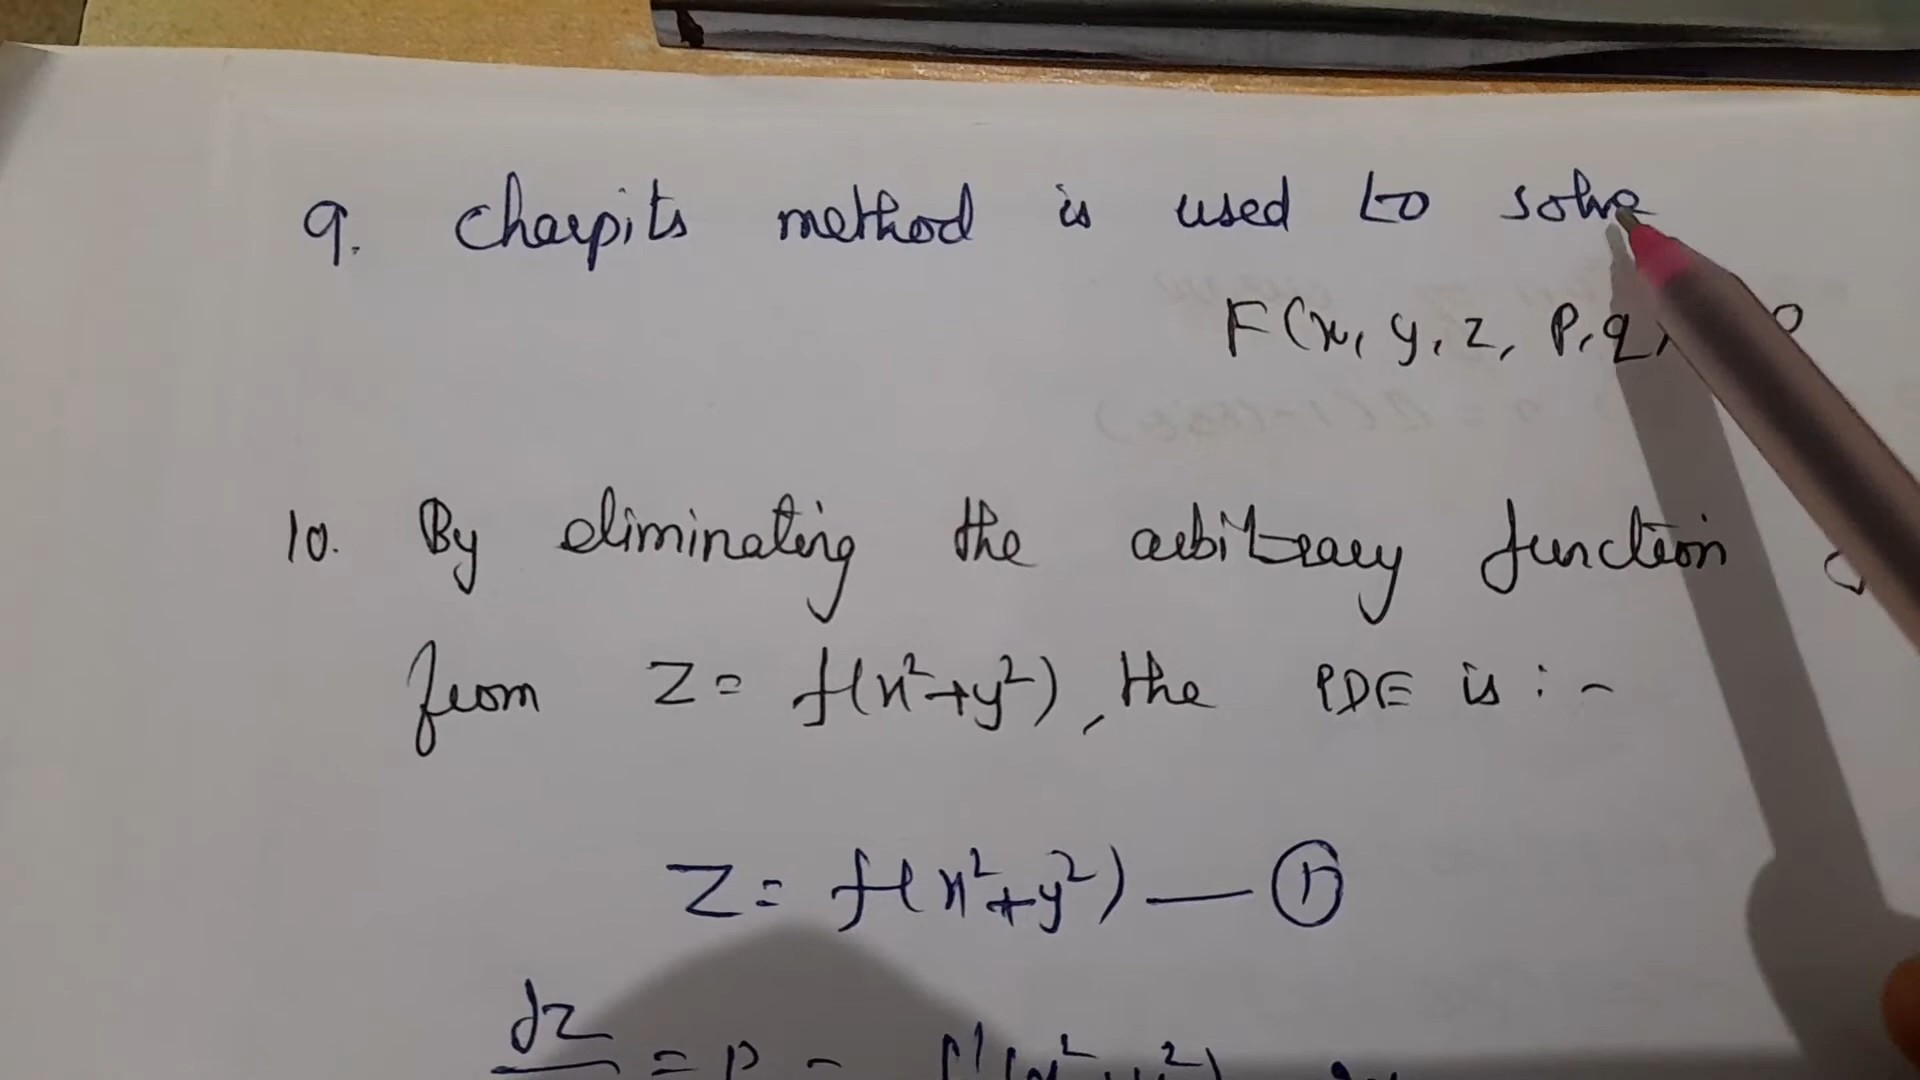 9. Charpits method is used to solve
F(x, y, z, p, q)
10. By eliminating the arbitrary function
from z = f(x²+y²), the PDE is : -
z = f(x²+y²) — ①
dz = p